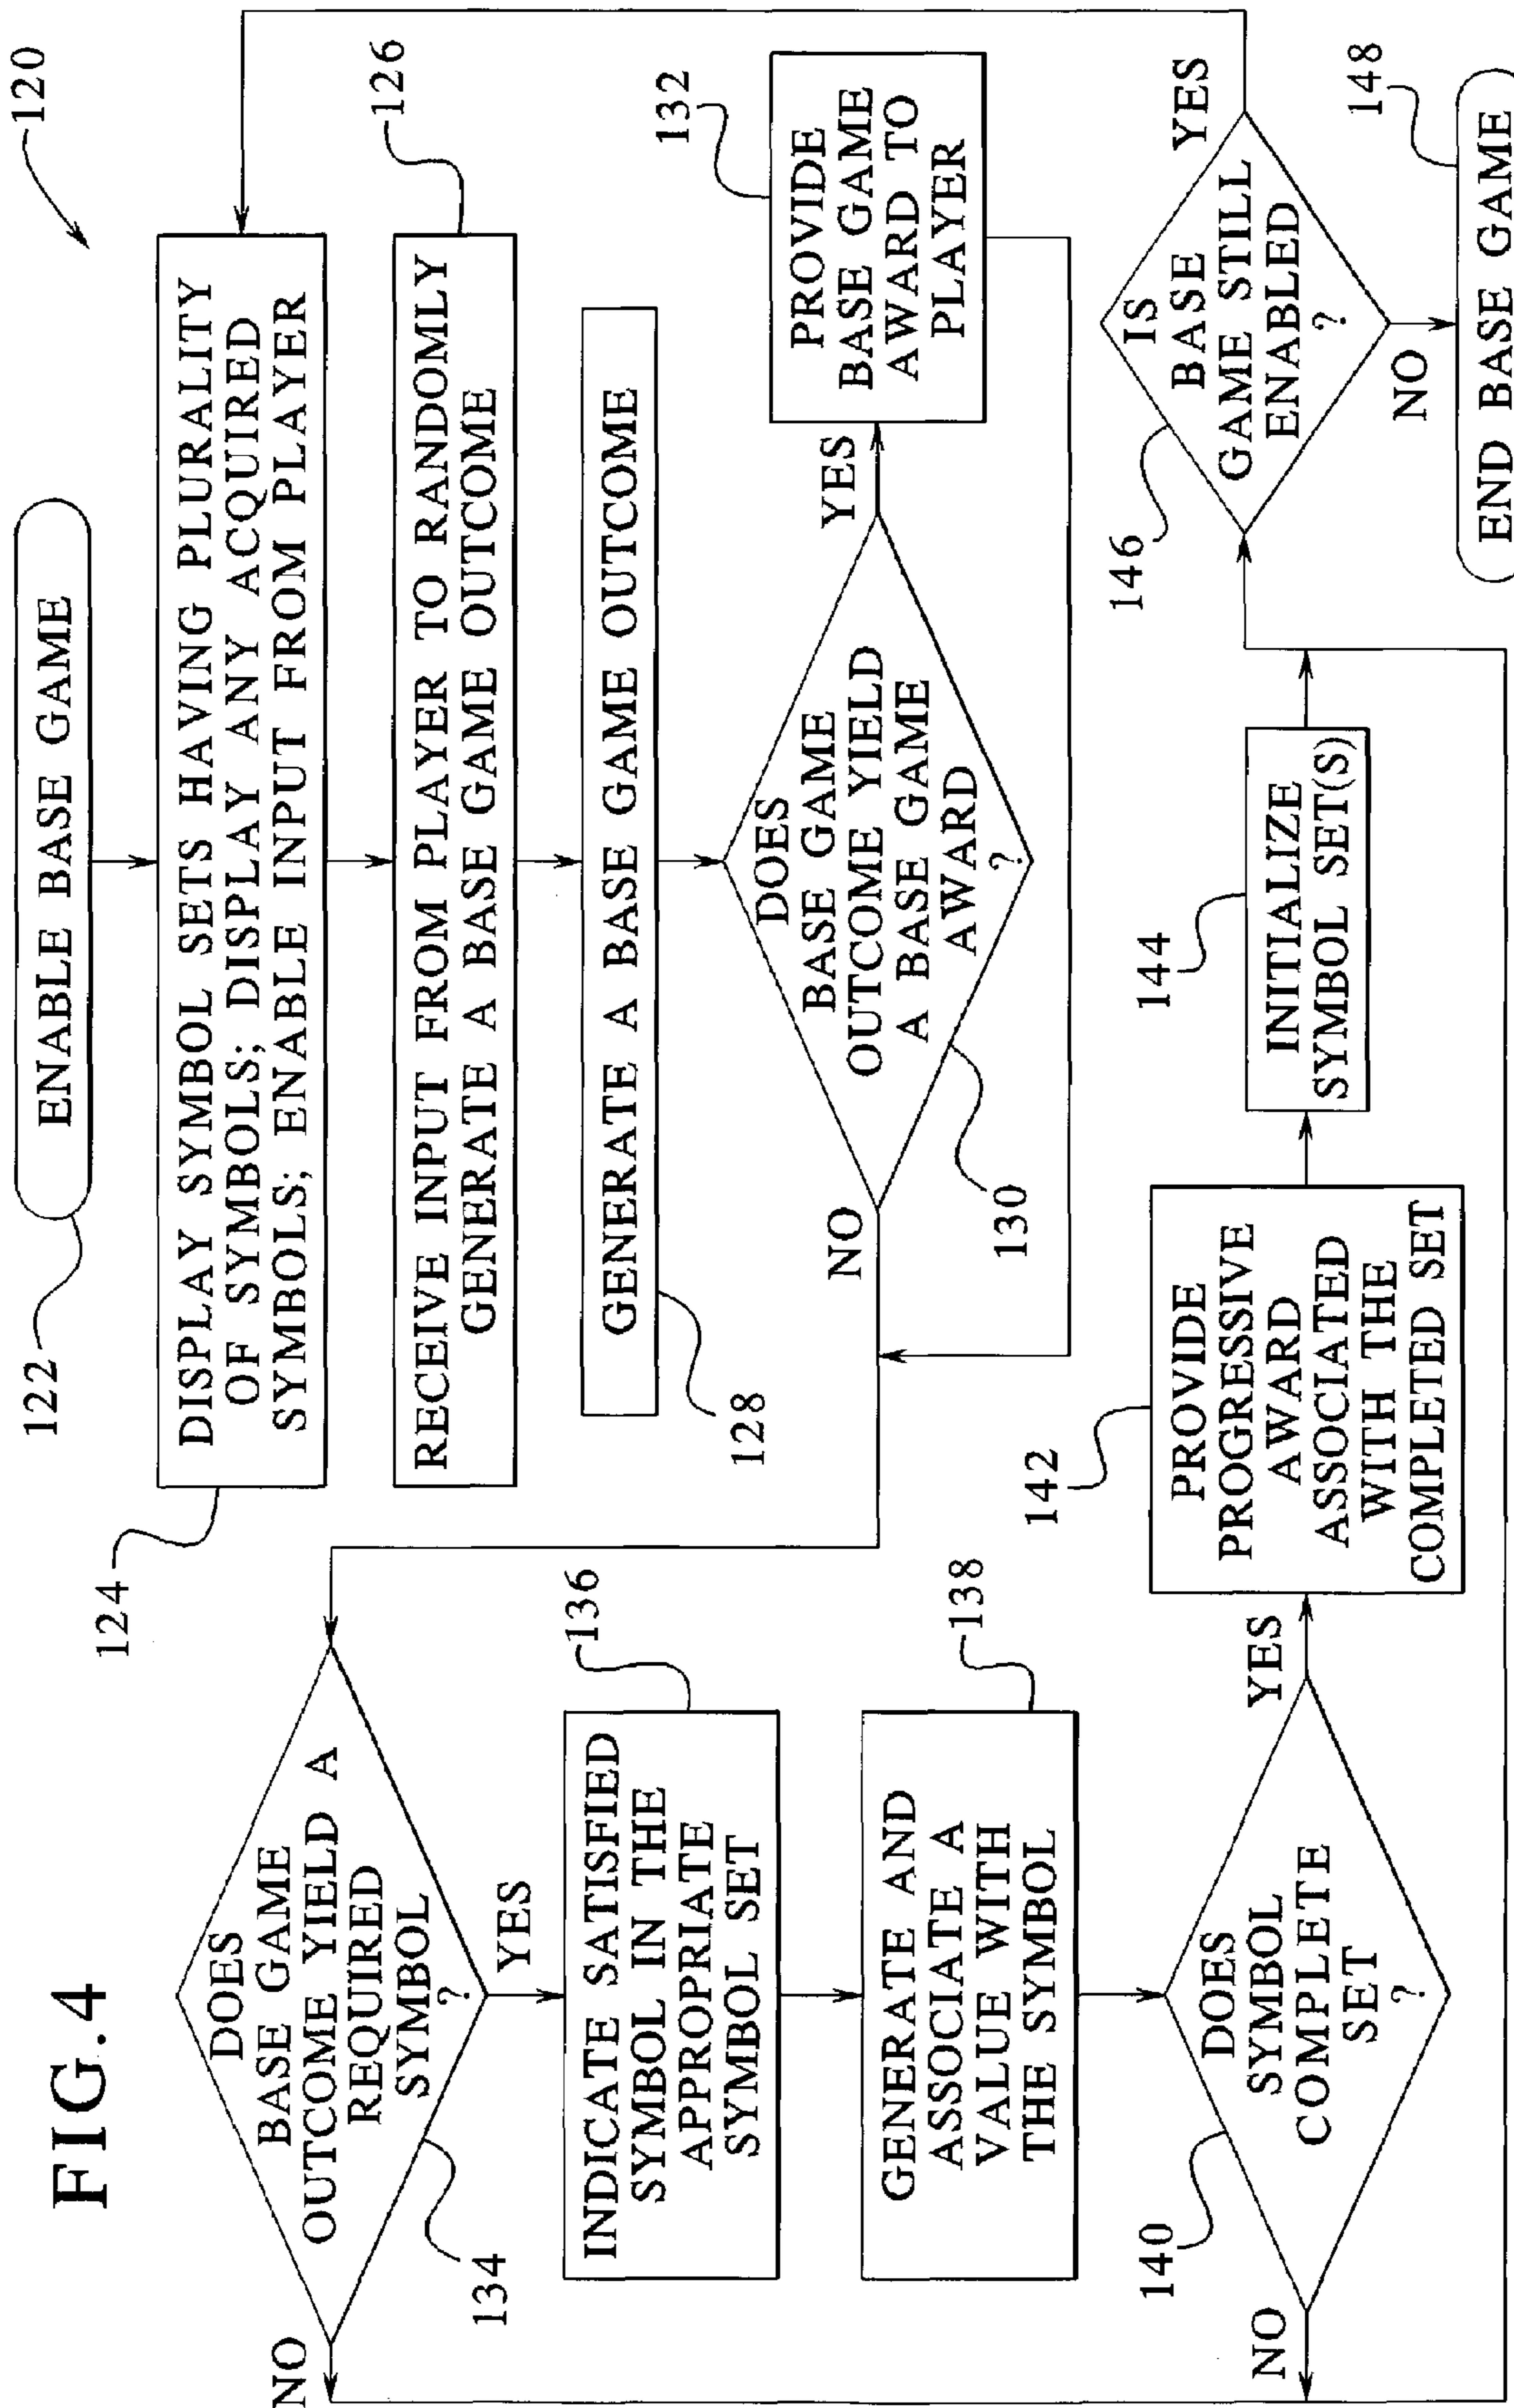 FIG.4
120
122
ENABLE BASE GAME
124
DISPLAY SYMBOL SETS HAVING PLURALITY
OF SYMBOLS; DISPLAY ANY ACQUIRED
SYMBOLS; ENABLE INPUT FROM PLAYER
126
RECEIVE INPUT FROM PLAYER TO RANDOMLY
GENERATE A BASE GAME OUTCOME
128
GENERATE A BASE GAME OUTCOME
130
DOES
BASE GAME
OUTCOME YIELD
A BASE GAME
AWARD
?
YES
NO
132
PROVIDE
BASE GAME
AWARD TO
PLAYER
134
DOES
BASE GAME
OUTCOME YIELD A
REQUIRED
SYMBOL
?
NO
YES
136
INDICATE SATISFIED
SYMBOL IN THE
APPROPRIATE
SYMBOL SET
138
GENERATE AND
ASSOCIATE A
VALUE WITH
THE SYMBOL
140
DOES
SYMBOL
COMPLETE
SET
?
NO
YES
142
PROVIDE
PROGRESSIVE
AWARD
ASSOCIATED
WITH THE
COMPLETED SET
144
INITIALIZE
SYMBOL SET(S)
146
IS
BASE
GAME STILL
ENABLED
?
YES
NO
148
END BASE GAME